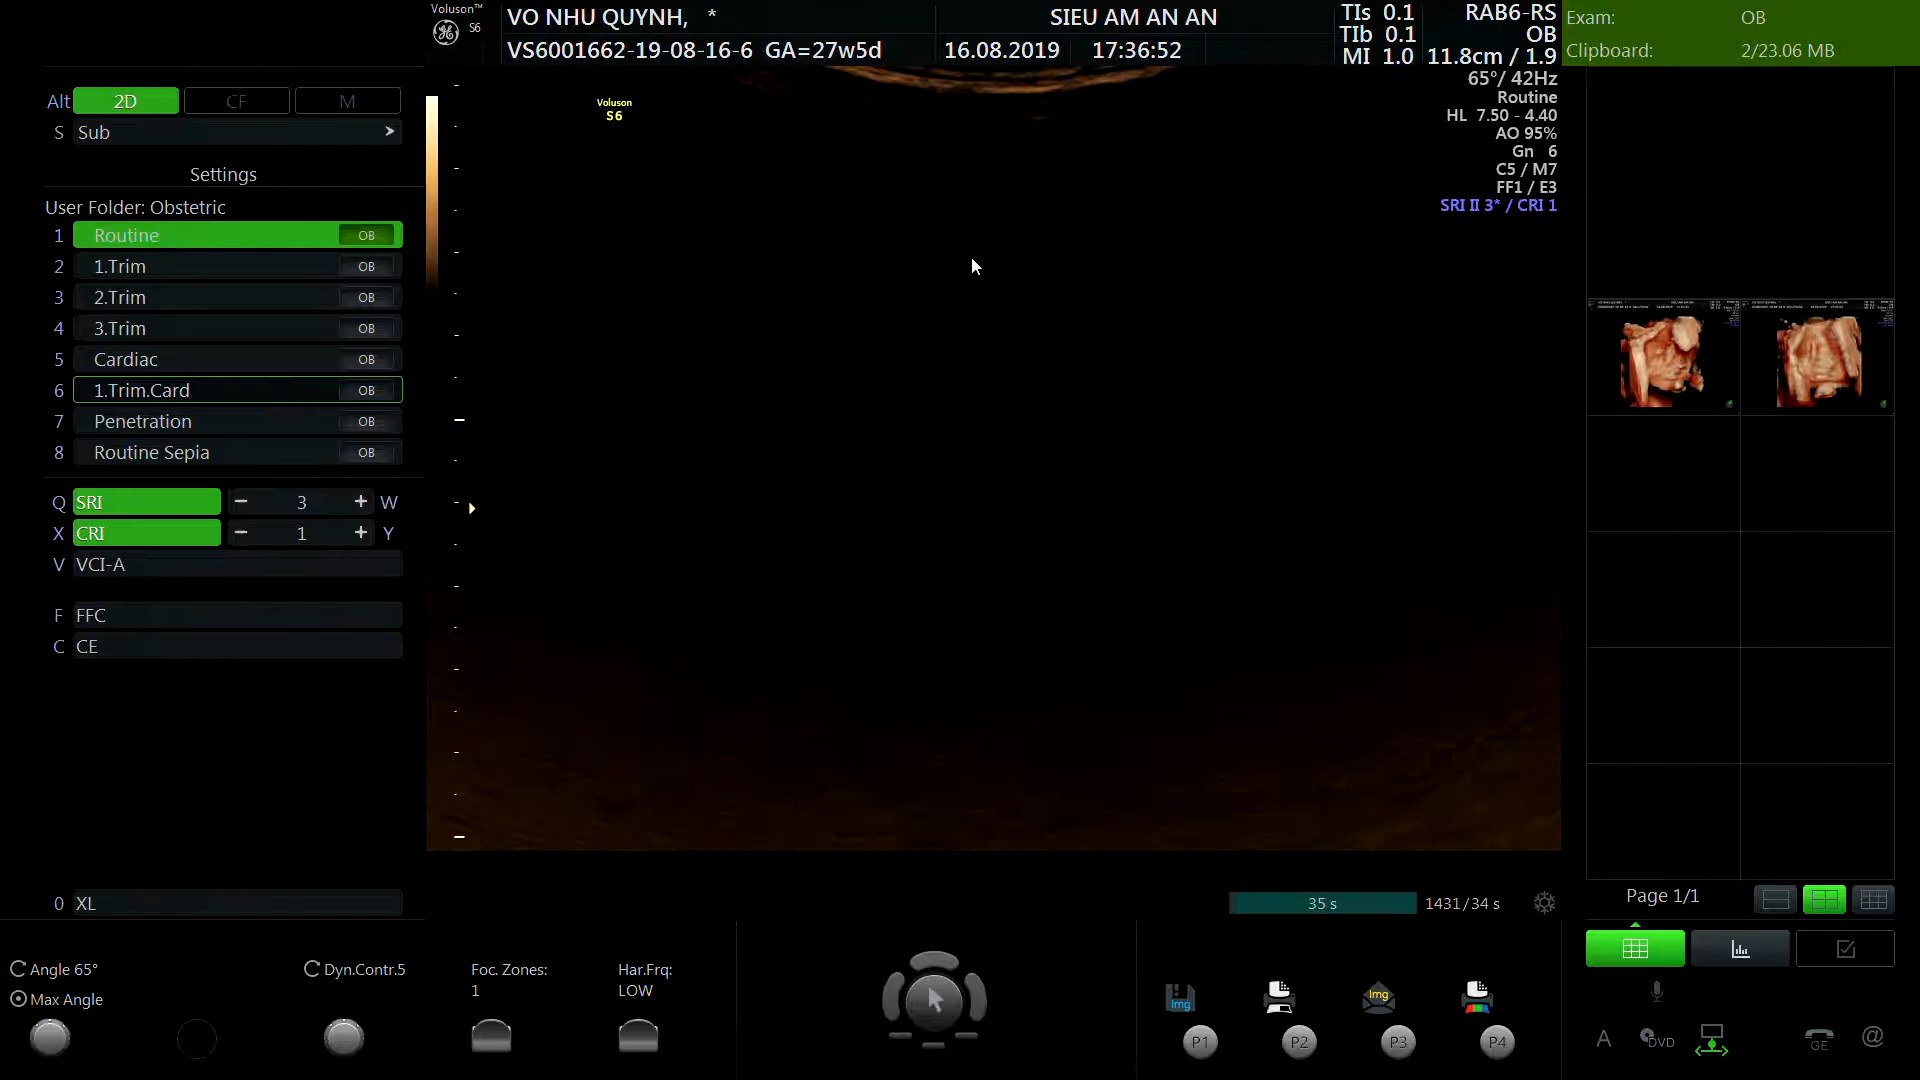 Voluson™
S6
VO NHU QUYNH, *
SIEU AM AN AN
VS6001662-19-08-16-6 GA=27w5d
16.08.2019
17:36:52
TIs 0.1
TIb 0.1
MI 1.0
RAB6-RS
OB
11.8cm / 1.9
65°/ 42Hz
Routine
HL 7.50 - 4.40
AO 95%
Gn 6
C5 / M7
FF1 / E3
SRI II 3* / CRI 1
Exam: OB
Clipboard: 2/23.06 MB
Voluson
S6
Alt 2D CF M
S Sub >
Settings
User Folder: Obstetric
1 Routine OB
2 1.Trim OB
3 2.Trim OB
4 3.Trim OB
5 Cardiac OB
6 1.Trim.Card OB
7 Penetration OB
8 Routine Sepia OB
Q SRI − 3 + W
X CRI − 1 + Y
V VCI-A
F FFC
C CE
0 XL
35 s
1431/34 s
Page 1/1
Angle 65°
Max Angle
Dyn.Contr.5
Foc. Zones:
1
Har.Frq:
LOW
Img
Img
P1 P2 P3 P4
A DVD GE @